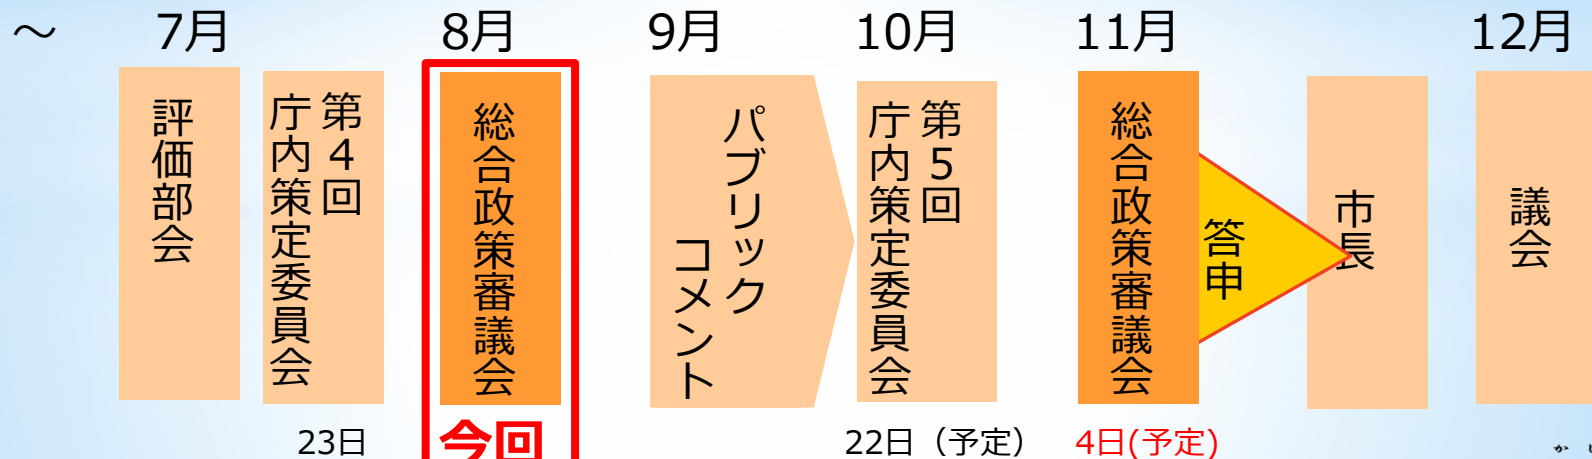 ～
7月
8月
9月
10月
11月
12月
評価部会
第4回
庁内策定委員会
総合政策審議会
パブリック
コメント
第5回
庁内策定委員会
総合政策審議会
答申
市長
議会
23日
今回
22日（予定）
4日(予定)